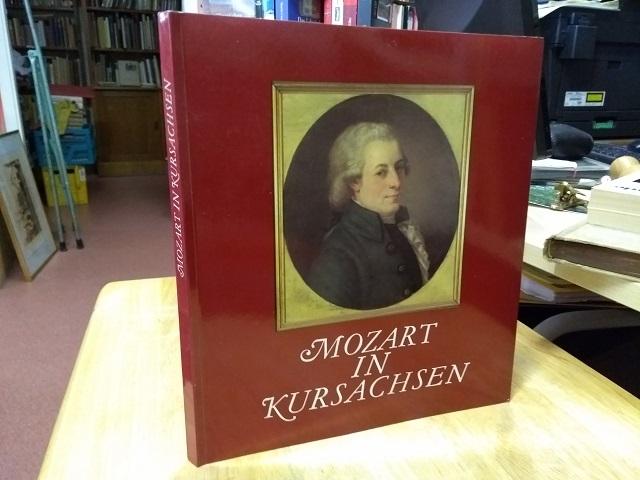 MOZART IN KURSACHSEN
MOZART
IN
KURSACHSEN